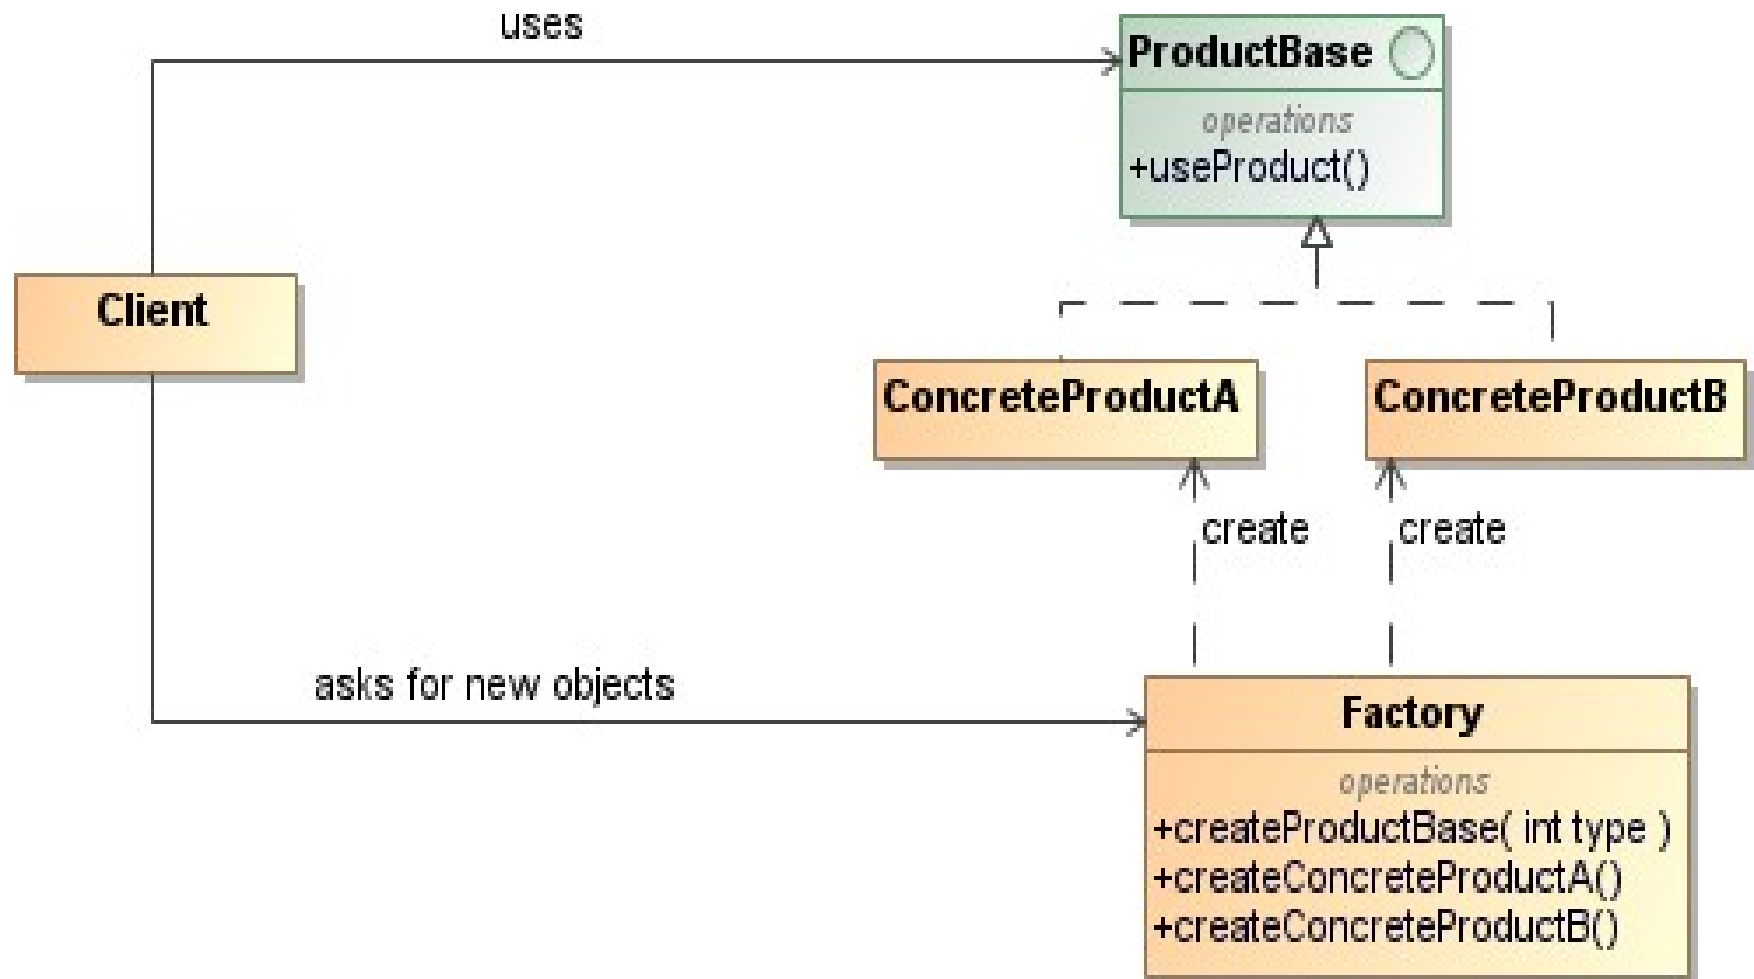 uses
ProductBase
operations
+useProduct()
Client
ConcreteProductA
ConcreteProductB
create
create
asks for new objects
Factory
operations
+createProductBase( int type )
+createConcreteProductA()
+createConcreteProductB()